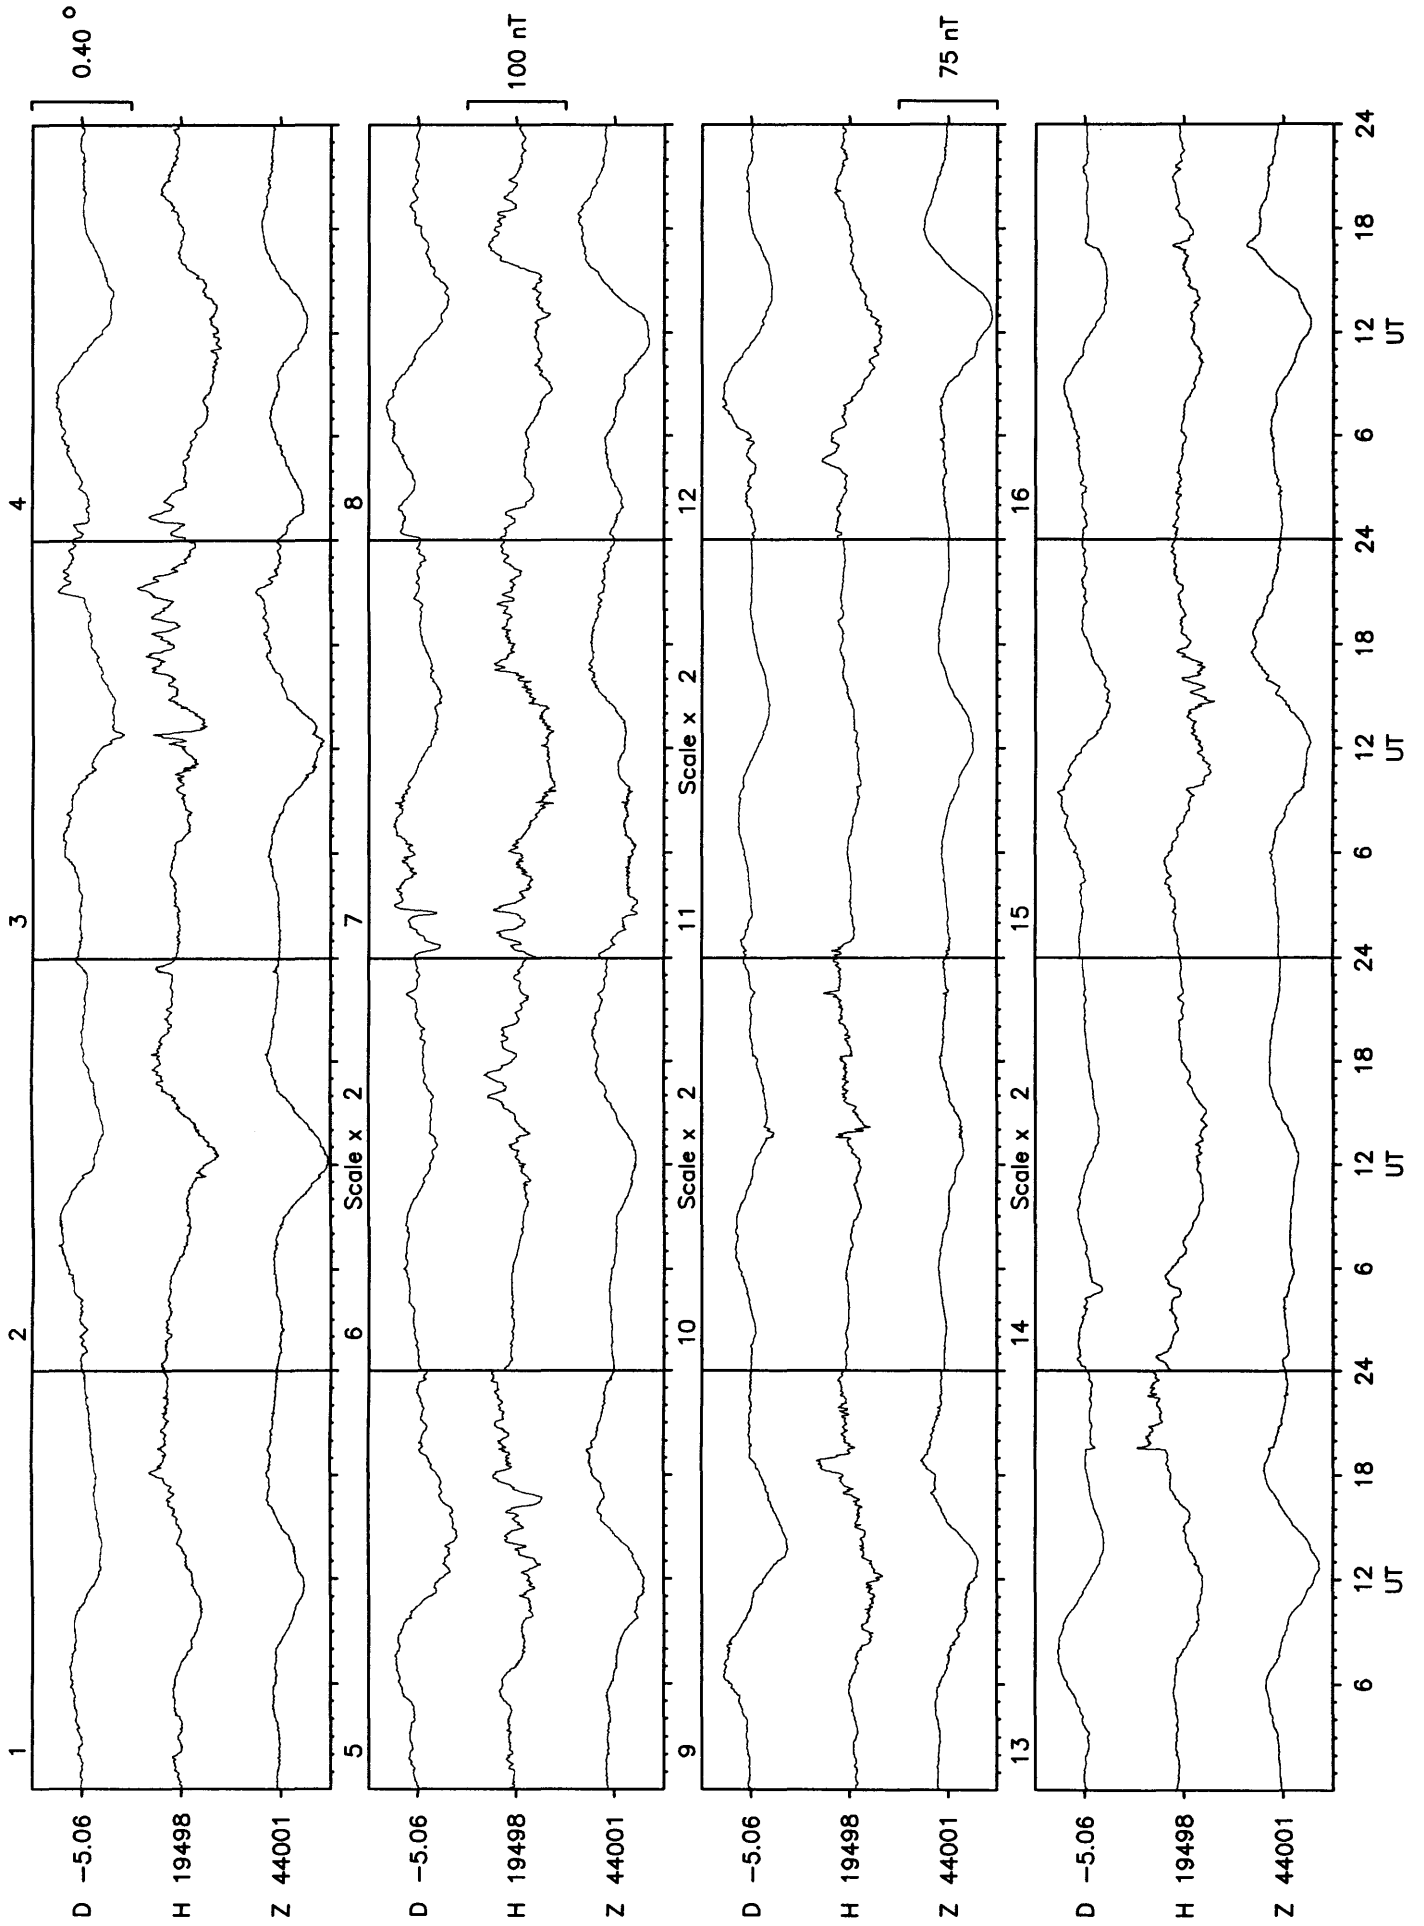 1 2 3 4
D -5.06
H 19498
Z 44001
0.40 °
5 6 Scale x 2 7 8
D -5.06
H 19498
Z 44001
100 nT
9 10 Scale x 2 11 Scale x 2 12
D -5.06
H 19498
Z 44001
75 nT
13 14 Scale x 2 15 16
D -5.06
H 19498
Z 44001
6 12 18 24 6 12 18 24 6 12 18 24 6 12 18 24
UT UT UT UT